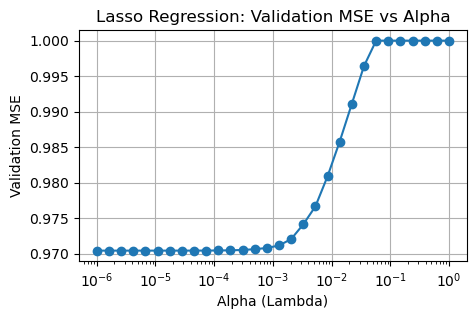 Lasso Regression: Validation MSE vs Alpha
1.000
0.995
0.990
0.985
0.980
0.975
0.970
Validation MSE
10⁻⁶ 10⁻⁵ 10⁻⁴ 10⁻³ 10⁻² 10⁻¹ 10⁰
Alpha (Lambda)